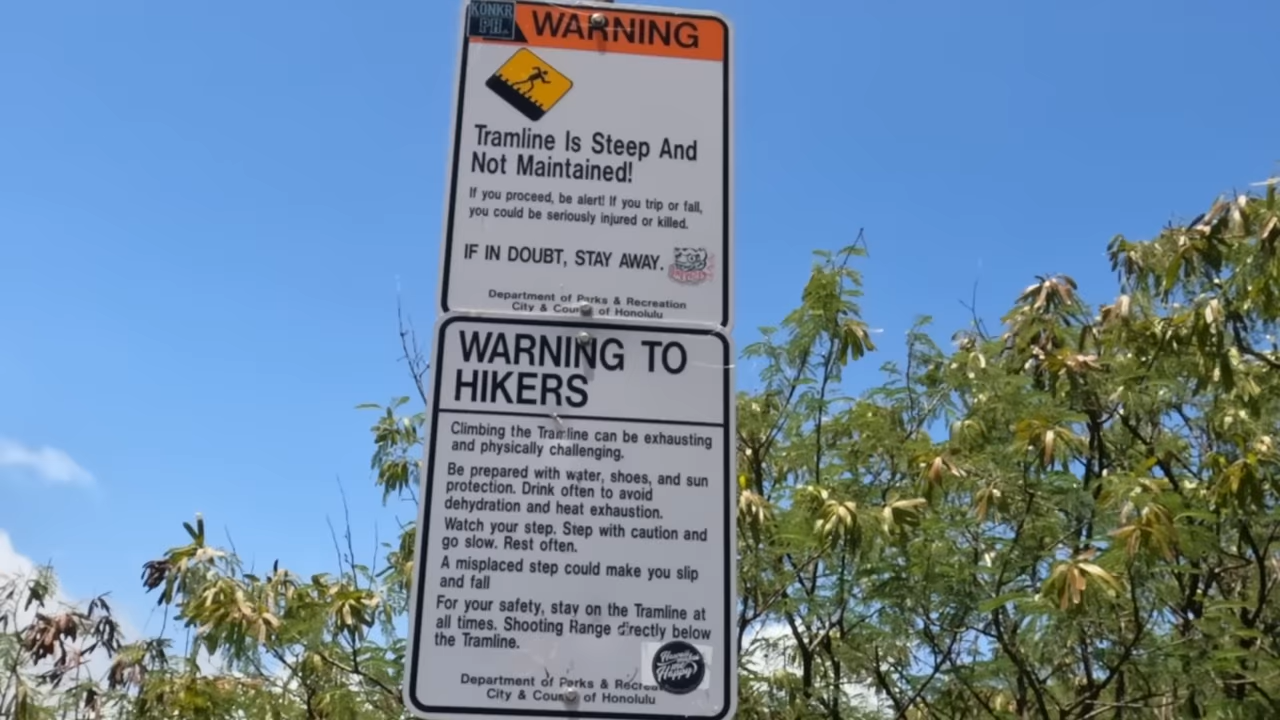 KONKR
PH.
WARNING
Tramline Is Steep And
Not Maintained!
If you proceed, be alert! If you trip or fall,
you could be seriously injured or killed.
IF IN DOUBT, STAY AWAY.
Department of Parks & Recreation
City & Council of Honolulu
WARNING TO
HIKERS
Climbing the Tramline can be exhausting
and physically challenging.
Be prepared with water, shoes, and sun
protection. Drink often to avoid
dehydration and heat exhaustion.
Watch your step. Step with caution and
go slow. Rest often.
A misplaced step could make you slip
and fall
For your safety, stay on the Tramline at
all times. Shooting Range directly below
the Tramline.
Happy
Department of Parks &
City & of Honolulu